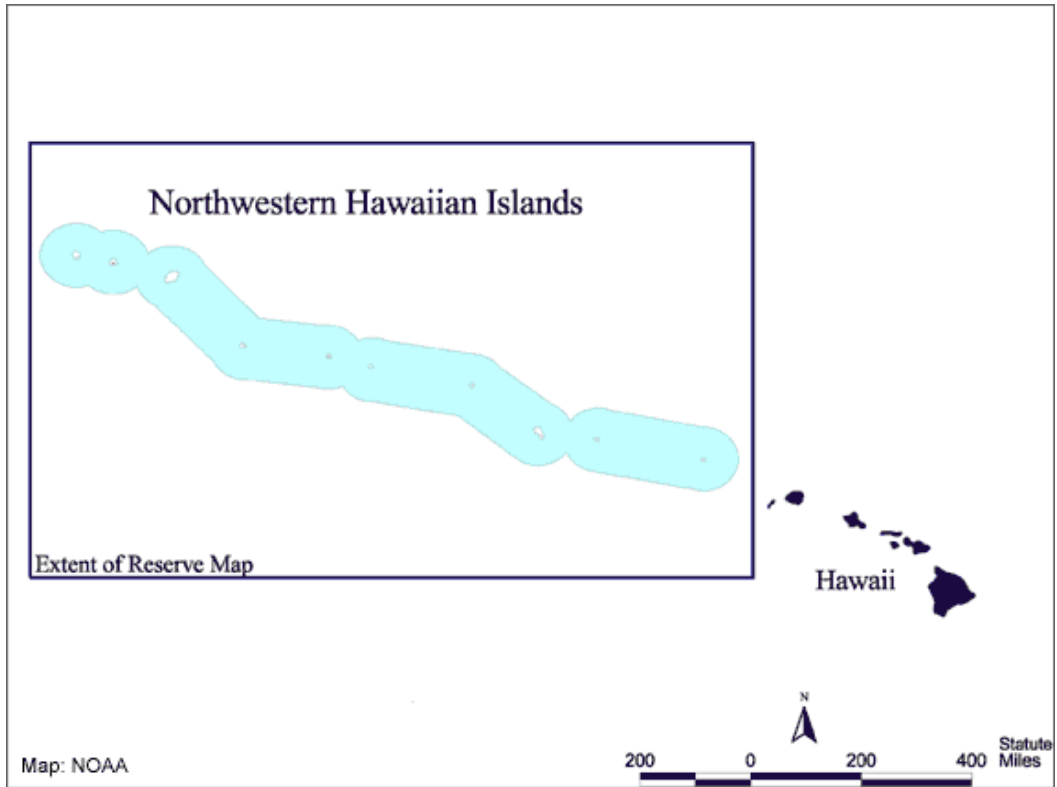 Northwestern Hawaiian Islands
Extent of Reserve Map
Hawaii
N
Map: NOAA
200 0 200 400 Statute
Miles